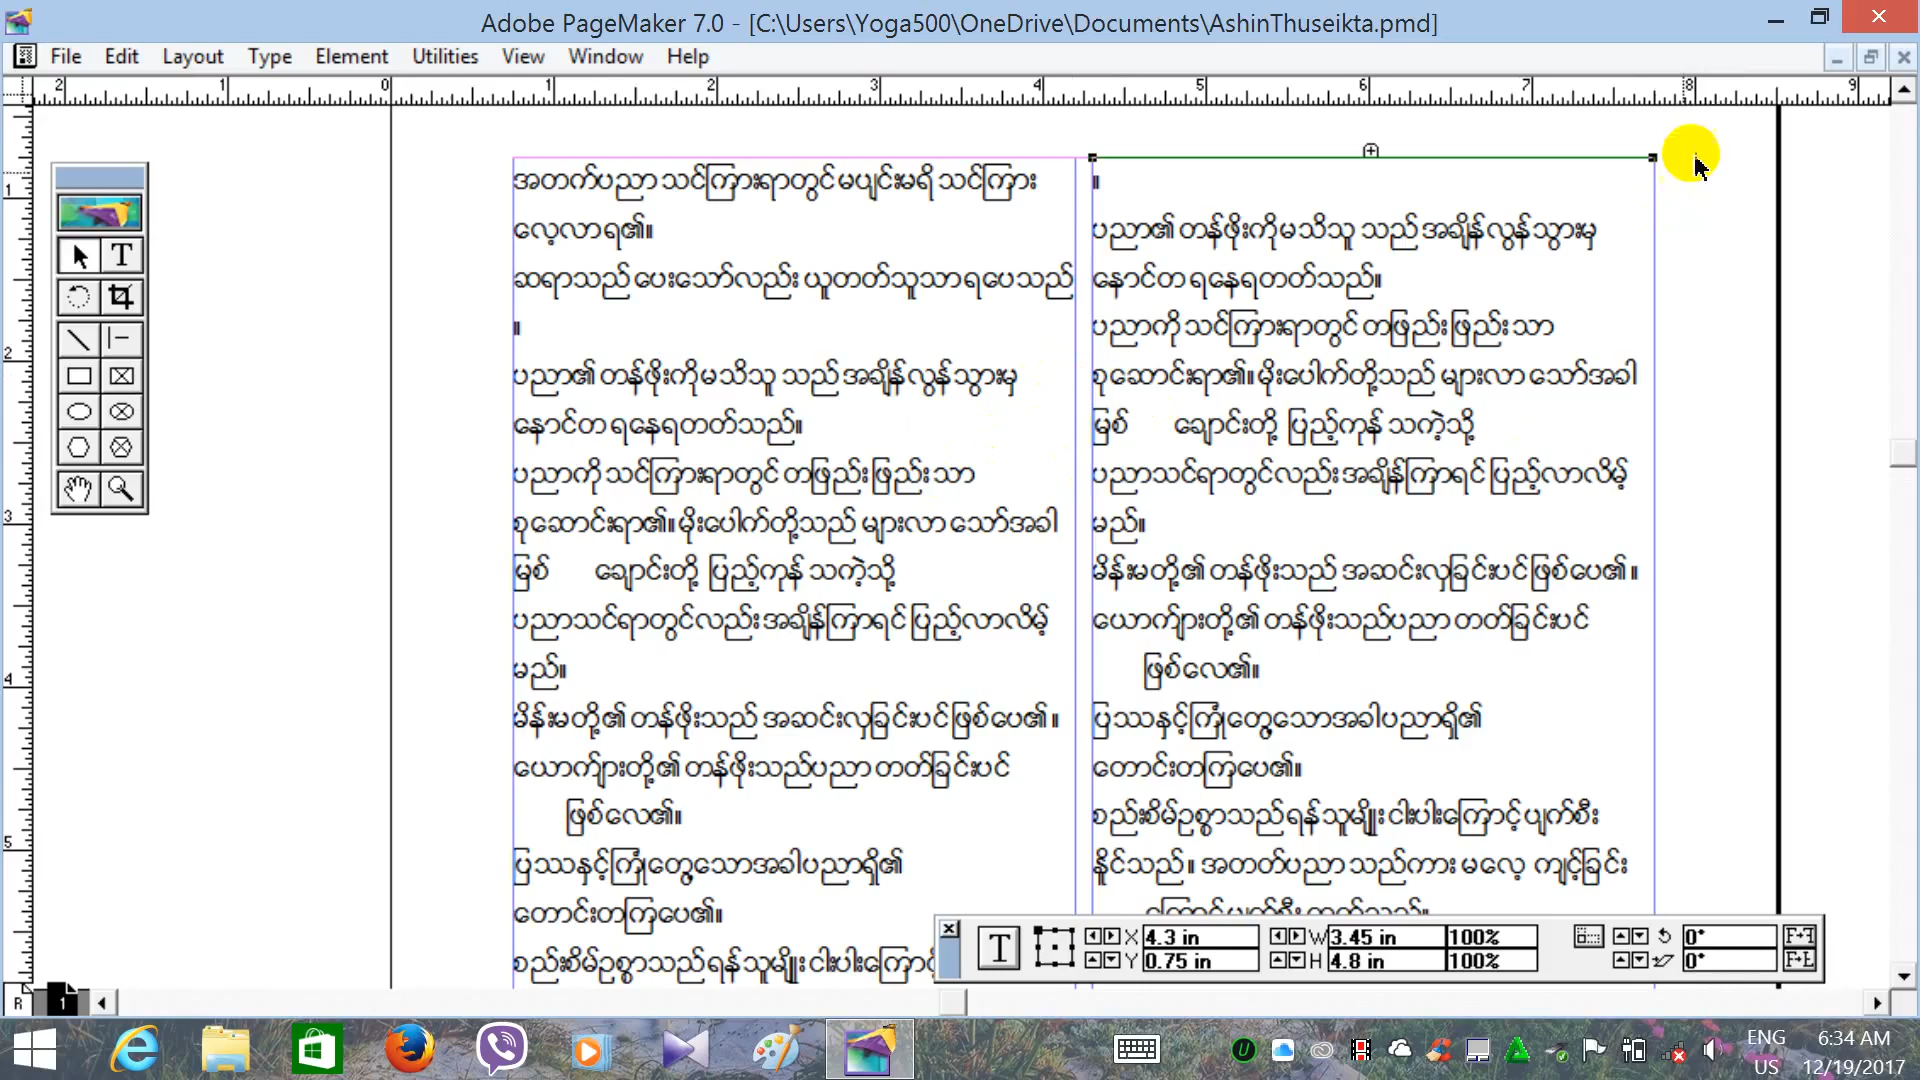 Adobe PageMaker 7.0 - [C:\Users\Yoga500\OneDrive\Documents\AshinThuseikta.pmd]
File Edit Layout Type Element Utilities View Window Help
2 1 0 1 2 3 4 5 6 7 8 9
အတက်ပညာ သင်ကြားရာတွင် မပျင်းမရိ သင်ကြား
လေ့လာရ၏။
ဆရာသည် ပေးသော်လည်း ယူတတ်သူသာ ရပေသည်
။
ပညာ၏ တန်ဖိုးကိုမသိသူ သည် အချိန်လွန်သွားမှ
နောင်တ ရနေရတတ်သည်။
ပညာကို သင်ကြားရာတွင် တဖြည်းဖြည်း သာ
စုဆောင်းရာ၏။ မိုးပေါက်တို့သည် များလာ သော်အခါ
မြစ် ချောင်းတို့ ပြည့်ကုန် သကဲ့သို့
ပညာသင်ရာတွင်လည်း အချိန်ကြာရင် ပြည့်လာလိမ့်
မည်။
မိန်းမတို့၏ တန်ဖိုးသည် အဆင်းလှခြင်းပင်ဖြစ်ပေ၏။
ယောက်ျားတို့၏ တန်ဖိုးသည်ပညာ တတ်ခြင်းပင်
ဖြစ်လေ၏။
ပြဿနှင့်ကြုံတွေ့သောအခါပညာရှိ၏
တောင်းတကြပေ၏။
စည်းစိမ်ဥစ္စာသည်ရန်သူမျိုး ငါးပါးကြောင့်
။
ပညာ၏ တန်ဖိုးကိုမသိသူ သည် အချိန်လွန်သွားမှ
နောင်တ ရနေရတတ်သည်။
ပညာကို သင်ကြားရာတွင် တဖြည်းဖြည်း သာ
စုဆောင်းရာ၏။ မိုးပေါက်တို့သည် များလာ သော်အခါ
မြစ် ချောင်းတို့ ပြည့်ကုန် သကဲ့သို့
ပညာသင်ရာတွင်လည်း အချိန်ကြာရင် ပြည့်လာလိမ့်
မည်။
မိန်းမတို့၏ တန်ဖိုးသည် အဆင်းလှခြင်းပင်ဖြစ်ပေ၏။
ယောက်ျားတို့၏ တန်ဖိုးသည်ပညာ တတ်ခြင်းပင်
ဖြစ်လေ၏။
ပြဿနှင့်ကြုံတွေ့သောအခါပညာရှိ၏
တောင်းတကြပေ၏။
စည်းစိမ်ဥစ္စာသည်ရန်သူမျိုး ငါးပါးကြောင့် ပျက်စီး
နိူင်သည်။ အတတ်ပညာ သည်ကား မလေ့ ကျင့်ခြင်း
1
2
3
4
5
T
X 4.3 in W 3.45 in 100% 0°
Y 0.75 in H 4.8 in 100% 0°
R 1
ENG 6:34 AM
US 12/19/2017